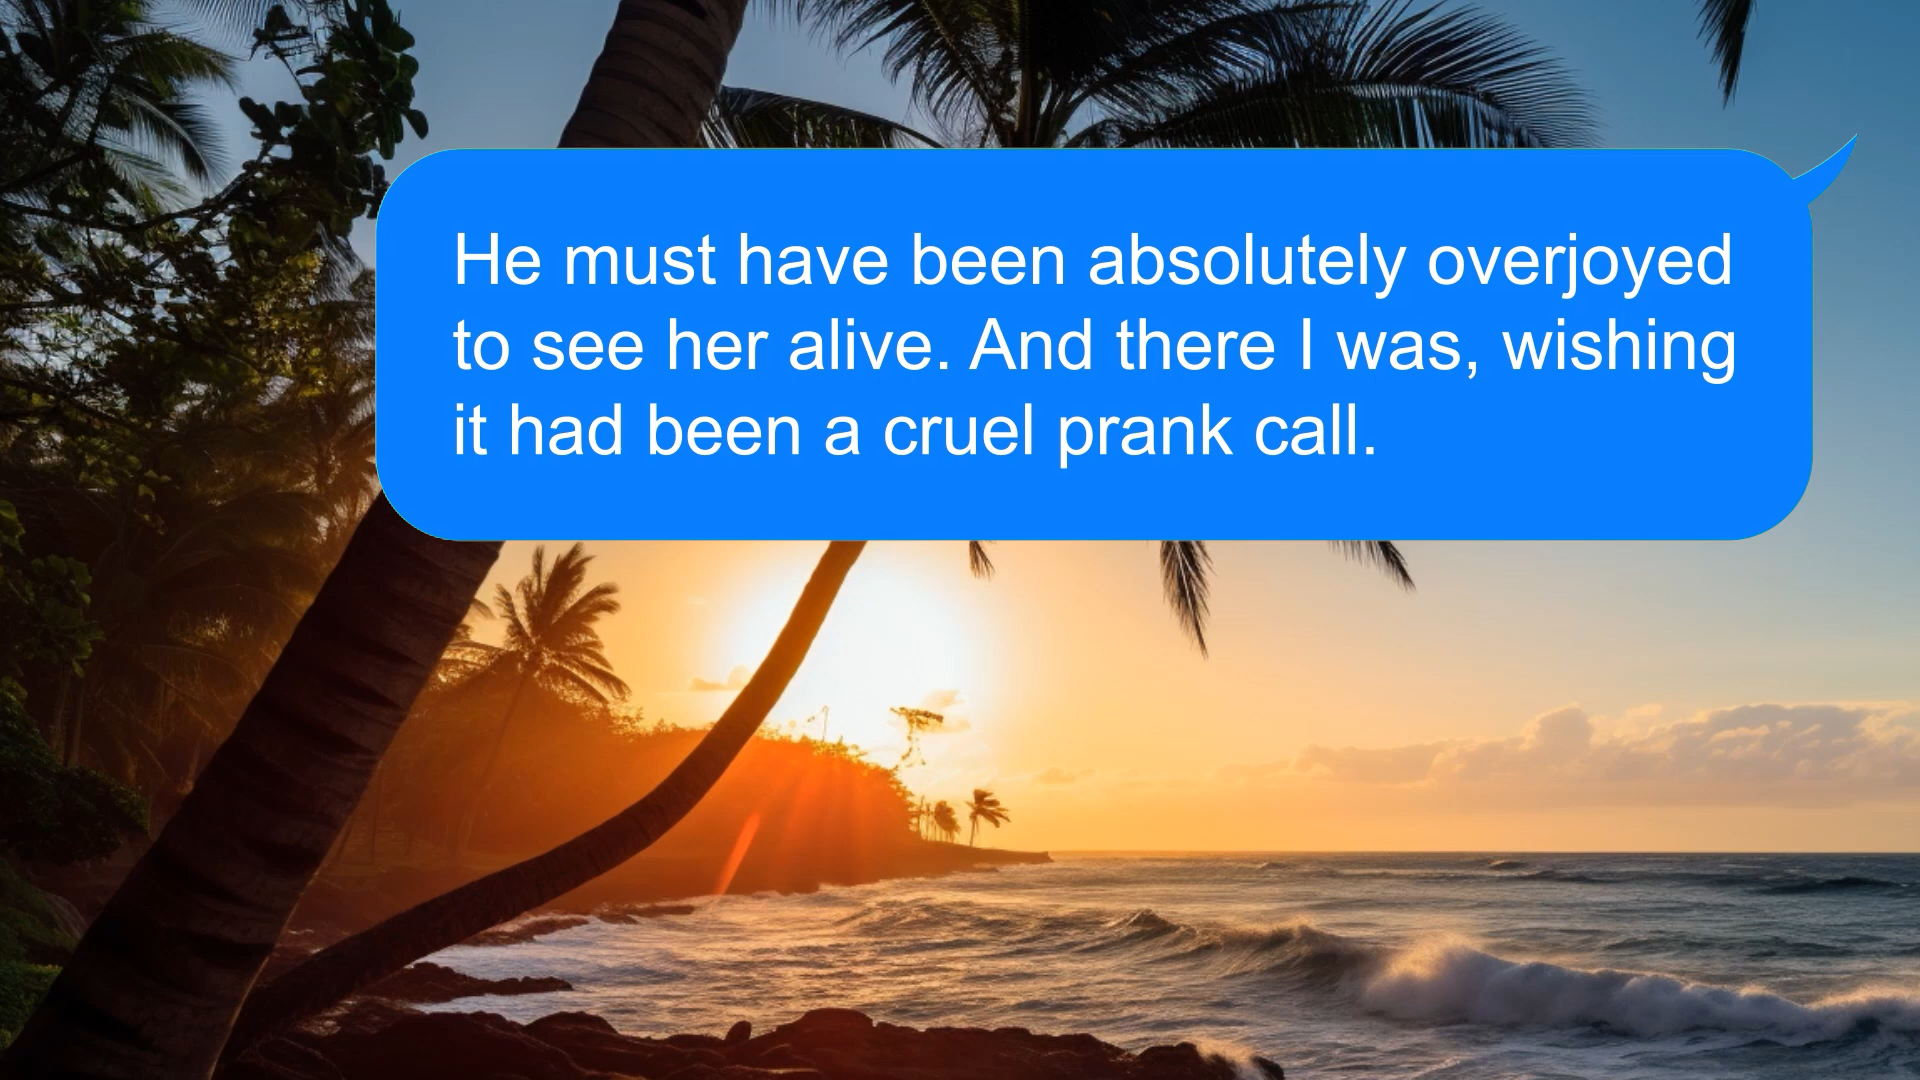 He must have been absolutely overjoyed
to see her alive. And there I was, wishing
it had been a cruel prank call.